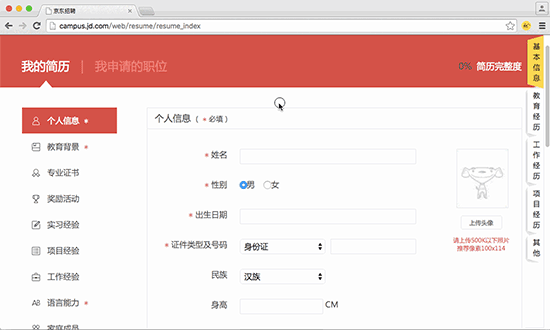 京东招聘
campus.jd.com/web/resume/resume_index
我的简历 | 我申请的职位
0% 简历完整度
基本信息
教育经历
工作经历
项目经历
其他
个人信息 *
教育背景 *
专业证书
奖励活动
实习经验
项目经验
工作经验
语言能力 *
家庭成员
个人信息 ( * 必填 )
* 姓名
* 性别 男 女
* 出生日期
* 证件类型及号码 身份证
民族 汉族
身高 CM
上传头像
请上传500K以下照片
推荐像素100x114